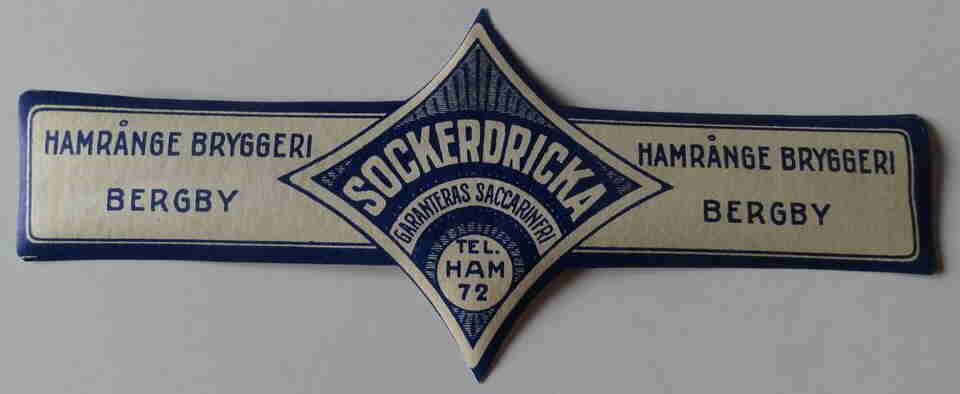 HAMRÅNGE BRYGGERI
BERGBY
SOCKERDRICKA
GARANTERAS SACCARINFRI
TEL.
HAM
72
HAMRÅNGE BRYGGERI
BERGBY